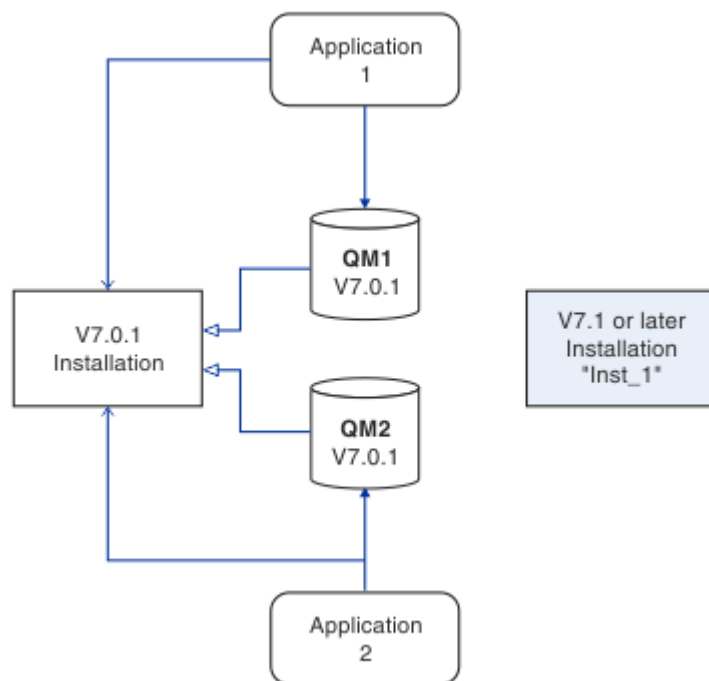 Application
1
QM1
V7.0.1
V7.0.1
Installation
V7.1 or later
Installation
"Inst_1"
QM2
V7.0.1
Application
2